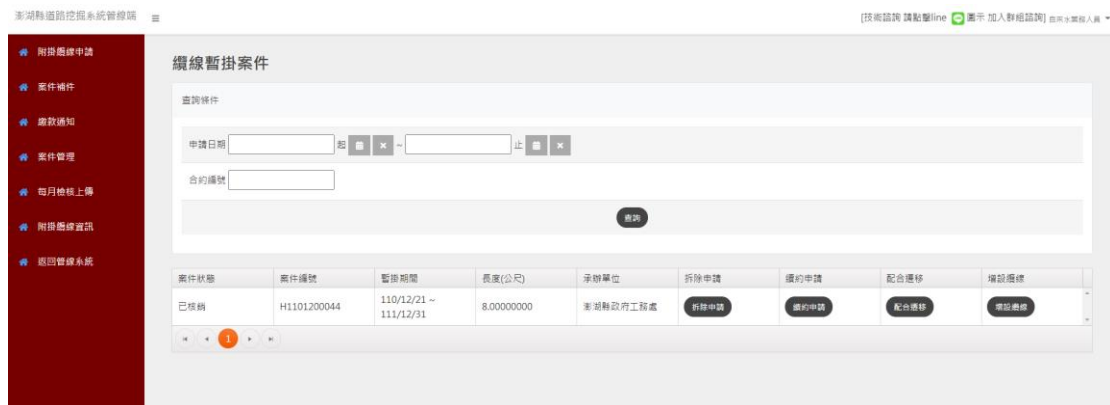 澎湖縣道路挖掘系統管線端
[技術諮詢 請點擊line 圖示 加入群組諮詢] 自來水業務人員
附掛纜線申請
案件補件
繳款通知
案件管理
每月檢核上傳
附掛纜線資訊
返回管線系統
纜線暫掛案件
查詢條件
申請日期 起 ~ 止
合約編號
查詢
案件狀態 案件編號 暫掛期間 長度(公尺) 承辦單位 拆除申請 續約申請 配合遷移 增設纜線
已核銷 H1101200044 110/12/21 ~ 111/12/31 8.00000000 澎湖縣政府工務處 拆除申請 續約申請 配合遷移 增設纜線
1